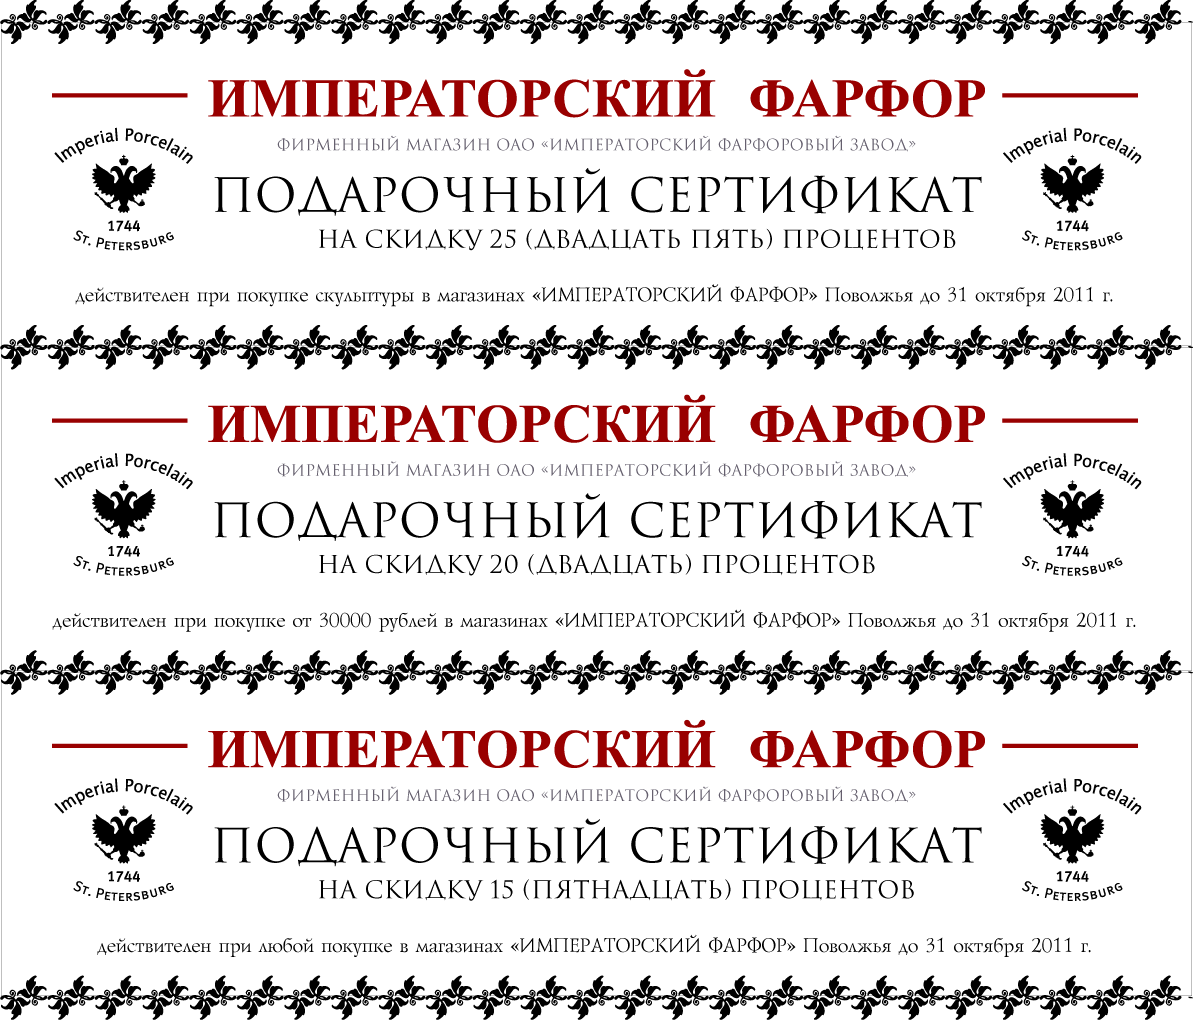 ИМПЕРАТОРСКИЙ ФАРФОР
Imperial Porcelain
1744
St. Petersburg
ФИРМЕННЫЙ МАГАЗИН ОАО «ИМПЕРАТОРСКИЙ ФАРФОРОВЫЙ ЗАВОД»
ПОДАРОЧНЫЙ СЕРТИФИКАТ
НА СКИДКУ 25 (ДВАДЦАТЬ ПЯТЬ) ПРОЦЕНТОВ
Imperial Porcelain
1744
St. Petersburg
действителен при покупке скульптуры в магазинах «ИМПЕРАТОРСКИЙ ФАРФОР» Поволжья до 31 октября 2011 г.
ИМПЕРАТОРСКИЙ ФАРФОР
Imperial Porcelain
1744
St. Petersburg
ФИРМЕННЫЙ МАГАЗИН ОАО «ИМПЕРАТОРСКИЙ ФАРФОРОВЫЙ ЗАВОД»
ПОДАРОЧНЫЙ СЕРТИФИКАТ
НА СКИДКУ 20 (ДВАДЦАТЬ) ПРОЦЕНТОВ
Imperial Porcelain
1744
St. Petersburg
действителен при покупке от 30000 рублей в магазинах «ИМПЕРАТОРСКИЙ ФАРФОР» Поволжья до 31 октября 2011 г.
ИМПЕРАТОРСКИЙ ФАРФОР
Imperial Porcelain
1744
St. Petersburg
ФИРМЕННЫЙ МАГАЗИН ОАО «ИМПЕРАТОРСКИЙ ФАРФОРОВЫЙ ЗАВОД»
ПОДАРОЧНЫЙ СЕРТИФИКАТ
НА СКИДКУ 15 (ПЯТНАДЦАТЬ) ПРОЦЕНТОВ
Imperial Porcelain
1744
St. Petersburg
действителен при любой покупке в магазинах «ИМПЕРАТОРСКИЙ ФАРФОР» Поволжья до 31 октября 2011 г.